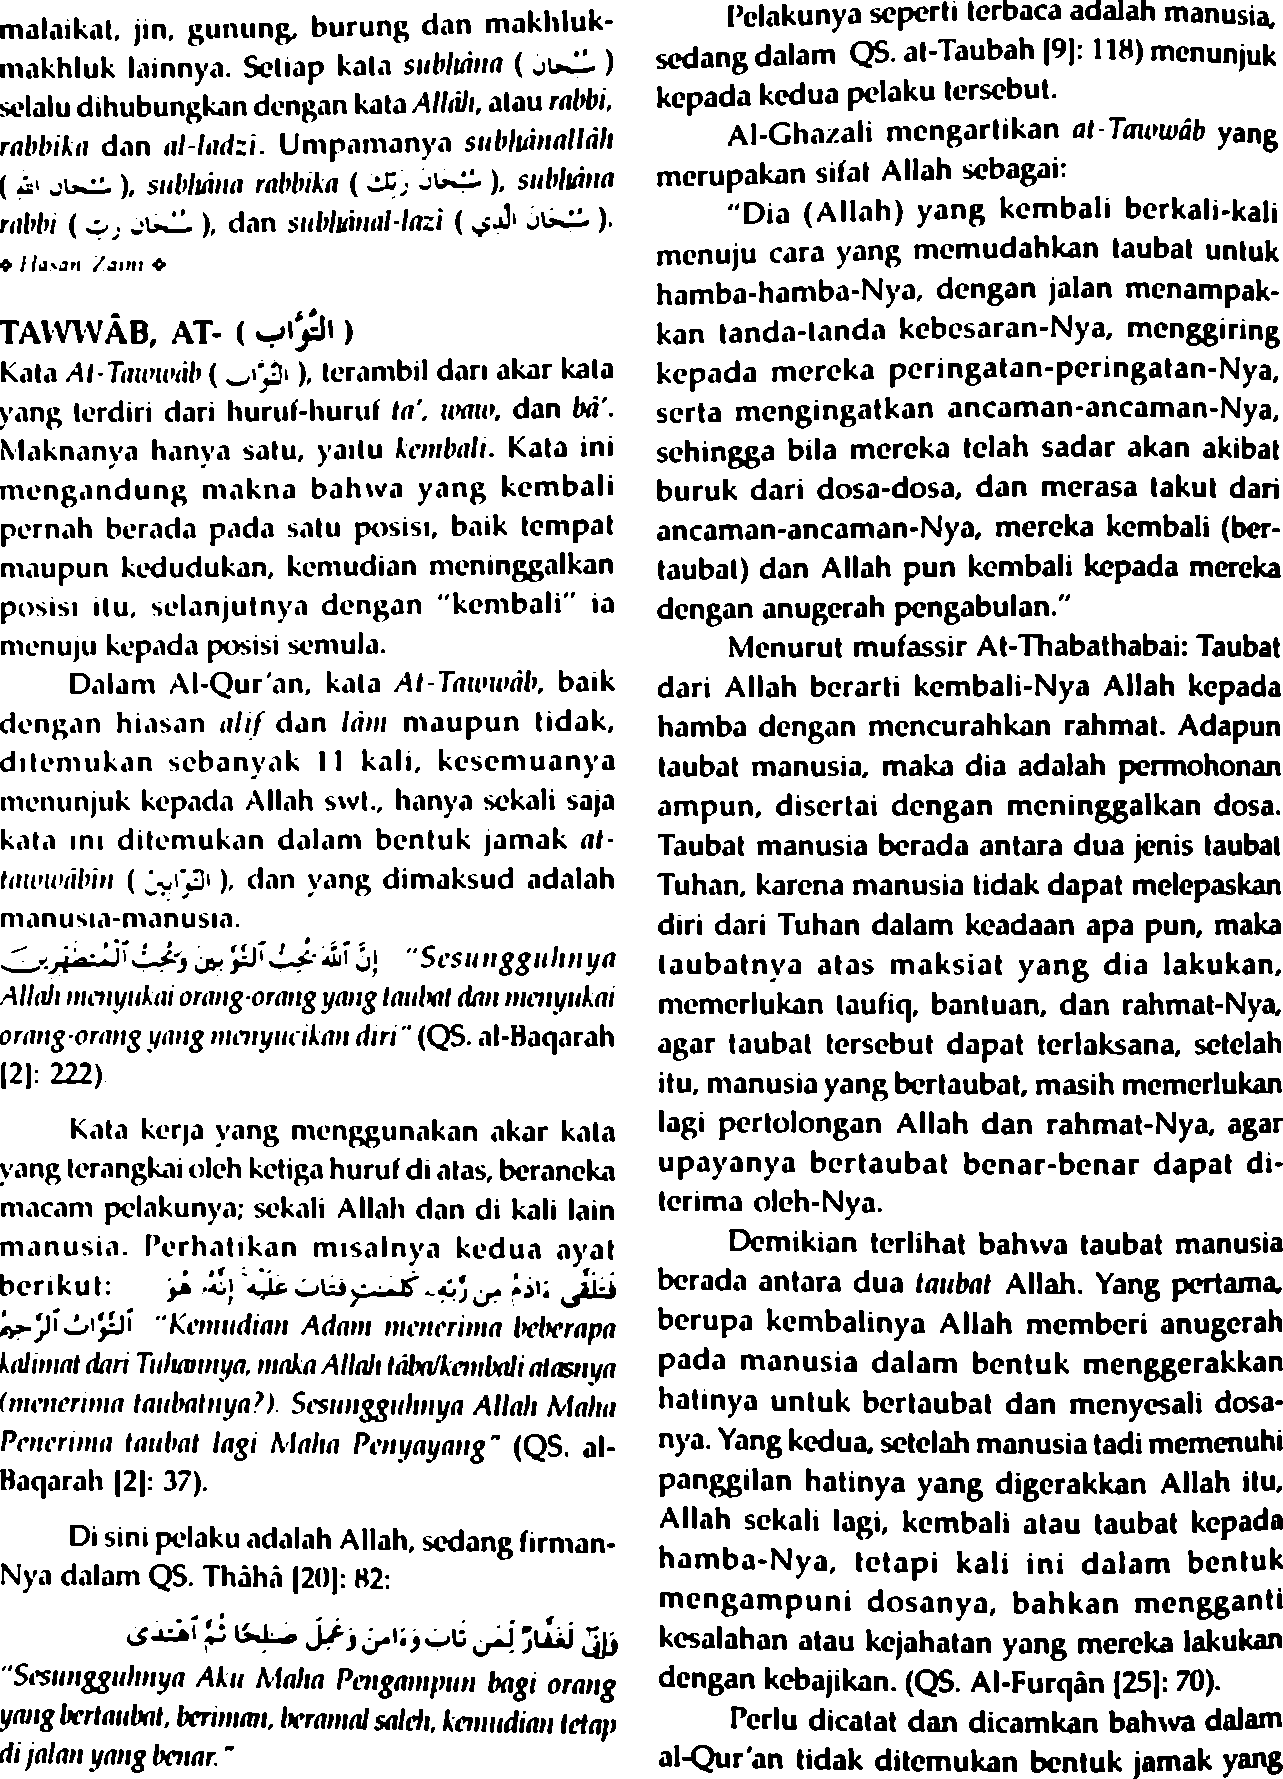 malaikat, jin, gunung, burung dan makhluk-
makhluk lainnya. Setiap kata subhâna ( سُبْحَانَ )
selalu dihubungkan dengan kata Allâh, atau rabbi,
rabbika dan al-ladzi. Umpamanya subhânallâh
( سُبْحَانَ اللهِ ), subhâna rabbika ( سُبْحَانَ رَبِّكَ ), subhâna
rabbi ( سُبْحَانَ رَبِّ ), dan subhânal-lazi ( سُبْحَانَ الَّذِي ).
❖ Hasan Zaini ❖
TAWWÂB, AT- ( التَّوَّاب )
Kata At-Tawwâb ( التَّوَّاب ), terambil dari akar kata
yang terdiri dari huruf-huruf ta', waw, dan bâ'.
Maknanya hanya satu, yaitu kembali. Kata ini
mengandung makna bahwa yang kembali
pernah berada pada satu posisi, baik tempat
maupun kedudukan, kemudian meninggalkan
posisi itu, selanjutnya dengan "kembali" ia
menuju kepada posisi semula.
Dalam Al-Qur'an, kata At-Tawwâb, baik
dengan hiasan alif dan lâm maupun tidak,
ditemukan sebanyak 11 kali, kesemuanya
menunjuk kepada Allah swt., hanya sekali saja
kata ini ditemukan dalam bentuk jamak at-
tawwâbîn ( التَّوَّابِينَ ), dan yang dimaksud adalah
manusia-manusia.
إِنَّ ٱللَّهَ يُحِبُّ ٱلتَّوَّٰبِينَ وَيُحِبُّ ٱلْمُتَطَهِّرِينَ "Sesungguhnya
Allah menyukai orang-orang yang taubat dan menyukai
orang-orang yang menyucikan diri" (QS. al-Baqarah
[2]: 222)
Kata kerja yang menggunakan akar kata
yang terangkai oleh ketiga huruf di atas, beraneka
macam pelakunya; sekali Allah dan di kali lain
manusia. Perhatikan misalnya kedua ayat
berikut: فَتَلَقَّىٰٓ ءَادَمُ مِن رَّبِّهِۦ كَلِمَٰتٍ فَتَابَ عَلَيْهِ ۚ إِنَّهُۥ هُوَ
ٱلتَّوَّابُ ٱلرَّحِيمُ "Kemudian Adam menerima beberapa
kalimat dari Tuhannya, maka Allah tâba/kembali atasnya
(menerima taubatnya?). Sesungguhnya Allah Maha
Penerima taubat lagi Maha Penyayang" (QS. al-
Baqarah [2]: 37).
Di sini pelaku adalah Allah, sedang firman-
Nya dalam QS. Thâhâ [20]: 82:
وَإِنِّى لَغَفَّارٌ لِّمَن تَابَ وَءَامَنَ وَعَمِلَ صَٰلِحًا ثُمَّ ٱهْتَدَىٰ
"Sesungguhnya Aku Maha Pengampun bagi orang
yang bertaubat, beriman, beramal saleh, kemudian tetap
di jalan yang benar."
Pelakunya seperti terbaca adalah manusia,
sedang dalam QS. at-Taubah [9]: 118) menunjuk
kepada kedua pelaku tersebut.
Al-Ghazali mengartikan at-Tawwâb yang
merupakan sifat Allah sebagai:
"Dia (Allah) yang kembali berkali-kali
menuju cara yang memudahkan taubat untuk
hamba-hamba-Nya, dengan jalan menampak-
kan tanda-tanda kebesaran-Nya, menggiring
kepada mereka peringatan-peringatan-Nya,
serta mengingatkan ancaman-ancaman-Nya,
sehingga bila mereka telah sadar akan akibat
buruk dari dosa-dosa, dan merasa takut dari
ancaman-ancaman-Nya, mereka kembali (ber-
taubat) dan Allah pun kembali kepada mereka
dengan anugerah pengabulan."
Menurut mufassir At-Thabathabai: Taubat
dari Allah berarti kembali-Nya Allah kepada
hamba dengan mencurahkan rahmat. Adapun
taubat manusia, maka dia adalah permohonan
ampun, disertai dengan meninggalkan dosa.
Taubat manusia berada antara dua jenis taubat
Tuhan, karena manusia tidak dapat melepaskan
diri dari Tuhan dalam keadaan apa pun, maka
taubatnya atas maksiat yang dia lakukan,
memerlukan taufiq, bantuan, dan rahmat-Nya,
agar taubat tersebut dapat terlaksana, setelah
itu, manusia yang bertaubat, masih memerlukan
lagi pertolongan Allah dan rahmat-Nya, agar
upayanya bertaubat benar-benar dapat di-
terima oleh-Nya.
Demikian terlihat bahwa taubat manusia
berada antara dua taubat Allah. Yang pertama,
berupa kembalinya Allah memberi anugerah
pada manusia dalam bentuk menggerakkan
hatinya untuk bertaubat dan menyesali dosa-
nya. Yang kedua, setelah manusia tadi memenuhi
panggilan hatinya yang digerakkan Allah itu,
Allah sekali lagi, kembali atau taubat kepada
hamba-Nya, tetapi kali ini dalam bentuk
mengampuni dosanya, bahkan mengganti
kesalahan atau kejahatan yang mereka lakukan
dengan kebajikan. (QS. Al-Furqân [25]: 70).
Perlu dicatat dan dicamkan bahwa dalam
al-Qur'an tidak ditemukan bentuk jamak yang